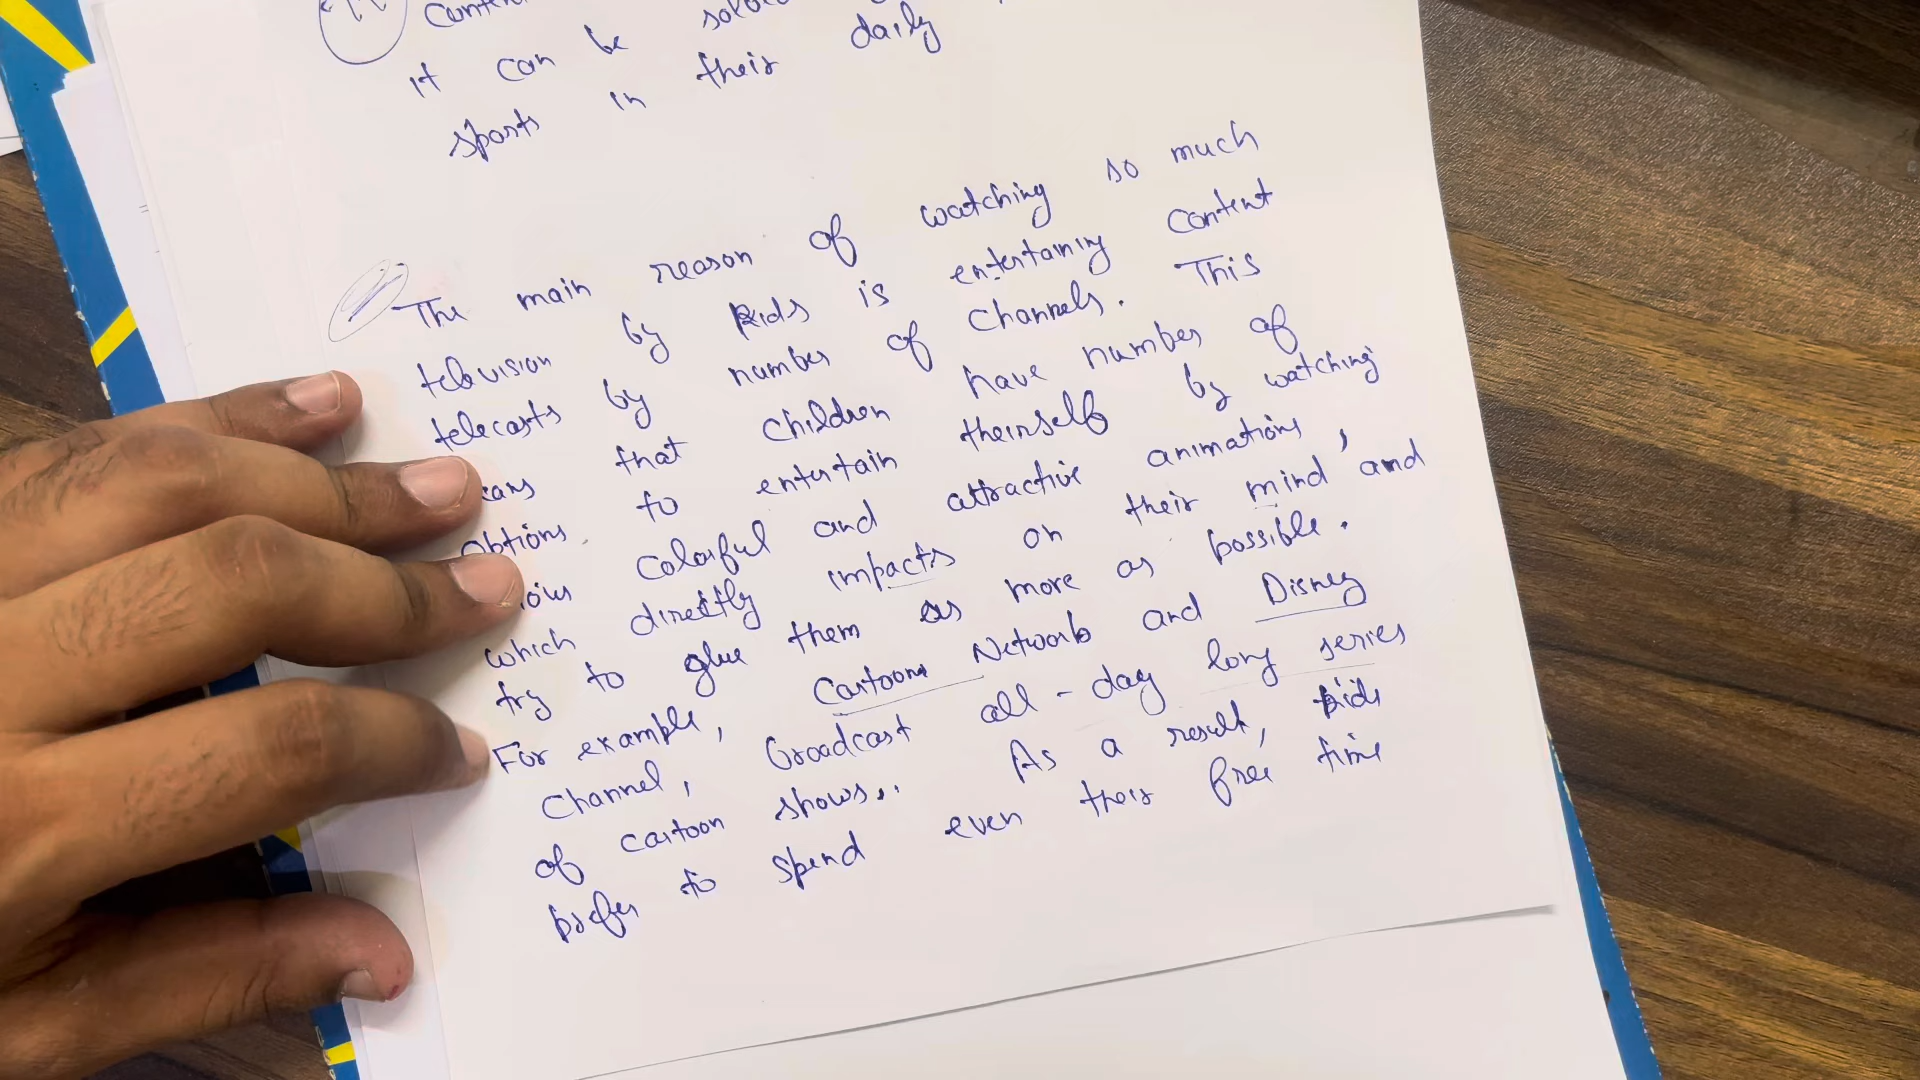 it can be
sports in their daily
The main reason of watching so much
television by kids is entertaining content
telecasts by number of channels. This
that children have number of
options to entertain theirself by watching
colorful and attractive animations,
which directly impacts on their mind and
try to glue them as more as possible.
For example, Cartoon Network and Disney
Channel, broadcast all-day long series
of cartoon shows. As a result, kids
prefer to spend even their free time